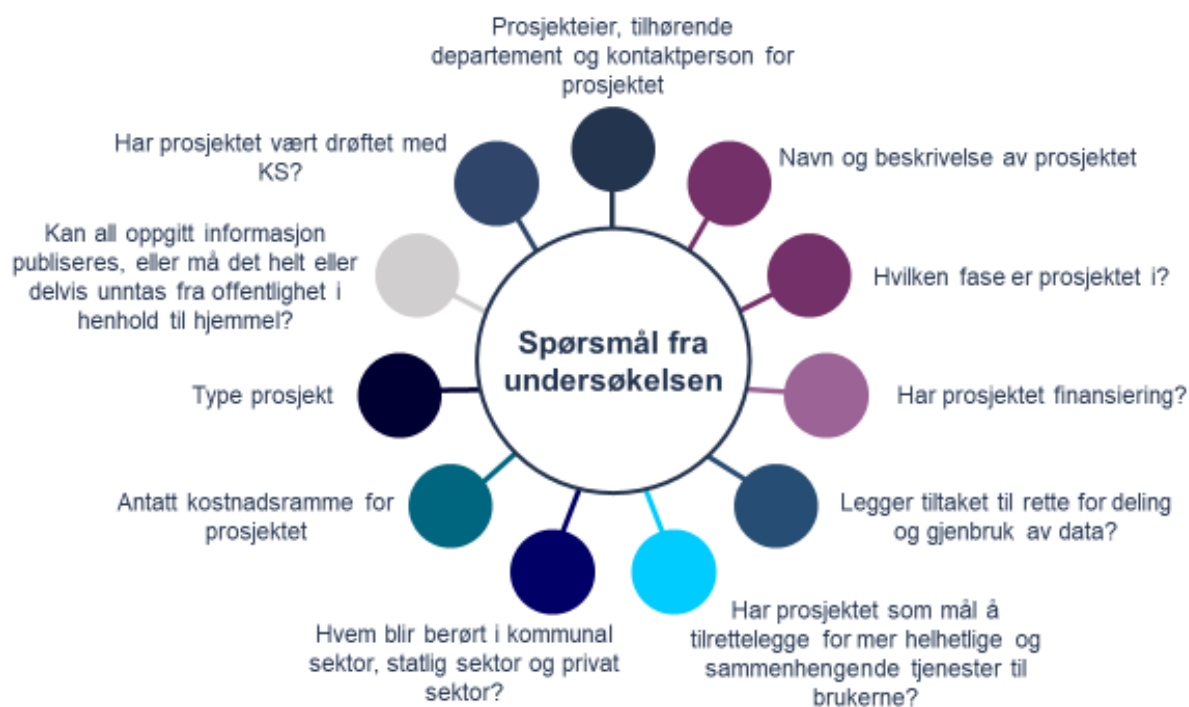 Prosjekteier, tilhørende
departement og kontaktperson for
prosjektet
Navn og beskrivelse av prosjektet
Hvilken fase er prosjektet i?
Har prosjektet finansiering?
Legger tiltaket til rette for deling
og gjenbruk av data?
Har prosjektet som mål å
tilrettelegge for mer helhetlige og
sammenhengende tjenester til
brukerne?
Hvem blir berørt i kommunal
sektor, statlig sektor og privat
sektor?
Antatt kostnadsramme for
prosjektet
Type prosjekt
Kan all oppgitt informasjon
publiseres, eller må det helt eller
delvis unntas fra offentlighet i
henhold til hjemmel?
Har prosjektet vært drøftet med
KS?
Spørsmål fra
undersøkelsen